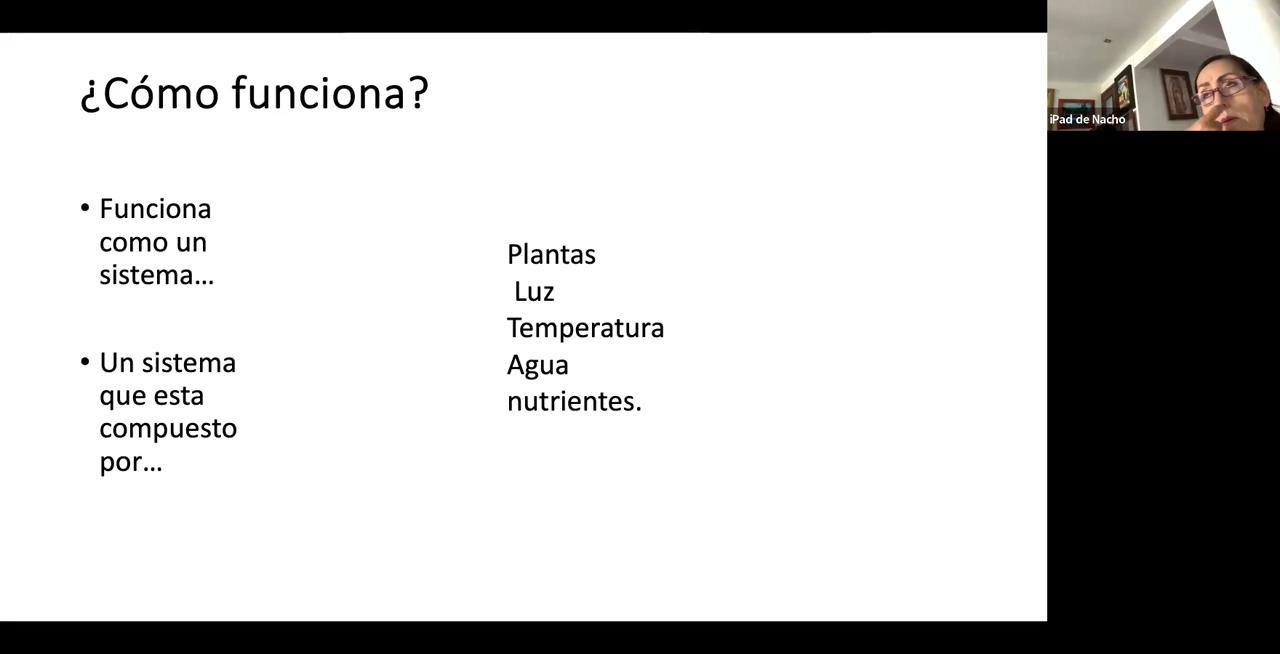 ¿Cómo funciona?
• Funciona
como un
sistema...
• Un sistema
que esta
compuesto
por...
Plantas
Luz
Temperatura
Agua
nutrientes.
iPad de Nacho